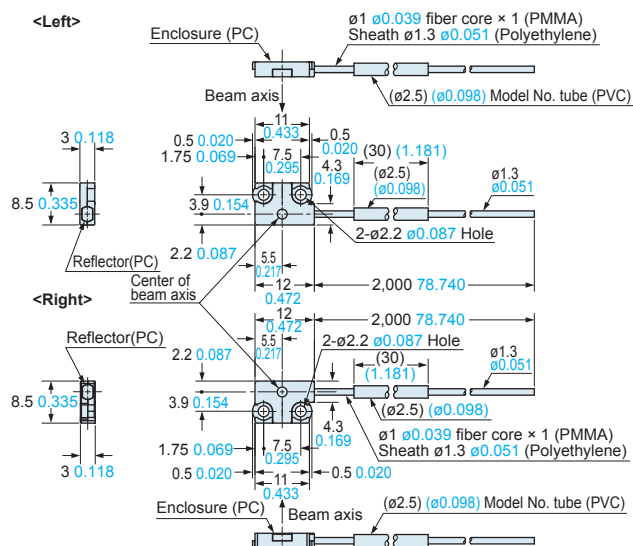 <Left>
Enclosure (PC)
ø1 ø0.039 fiber core × 1 (PMMA)
Sheath ø1.3 ø0.051 (Polyethylene)
Beam axis
(ø2.5) (ø0.098) Model No. tube (PVC)
11
0.433
3 0.118
0.5 0.020
0.5
0.020
1.75 0.069
7.5
0.295
4.3
0.169
(30) (1.181)
(ø2.5)
(ø0.098)
ø1.3
ø0.051
8.5 0.335
3.9 0.154
2.2 0.087
2-ø2.2 ø0.087 Hole
Reflector(PC)
5.5
0.217
Center of
beam axis
12
0.472
2,000 78.740
<Right>
12
0.472
2,000 78.740
Reflector(PC)
5.5
0.217
2-ø2.2 ø0.087 Hole
2.2 0.087
(30)
(1.181)
ø1.3
ø0.051
8.5 0.335
3.9 0.154
(ø2.5) (ø0.098)
4.3
0.169
ø1 ø0.039 fiber core × 1 (PMMA)
Sheath ø1.3 ø0.051 (Polyethylene)
1.75 0.069
7.5
0.295
3 0.118
0.5 0.020
0.5 0.020
11
0.433
Enclosure (PC)
Beam axis
(ø2.5) (ø0.098) Model No. tube (PVC)